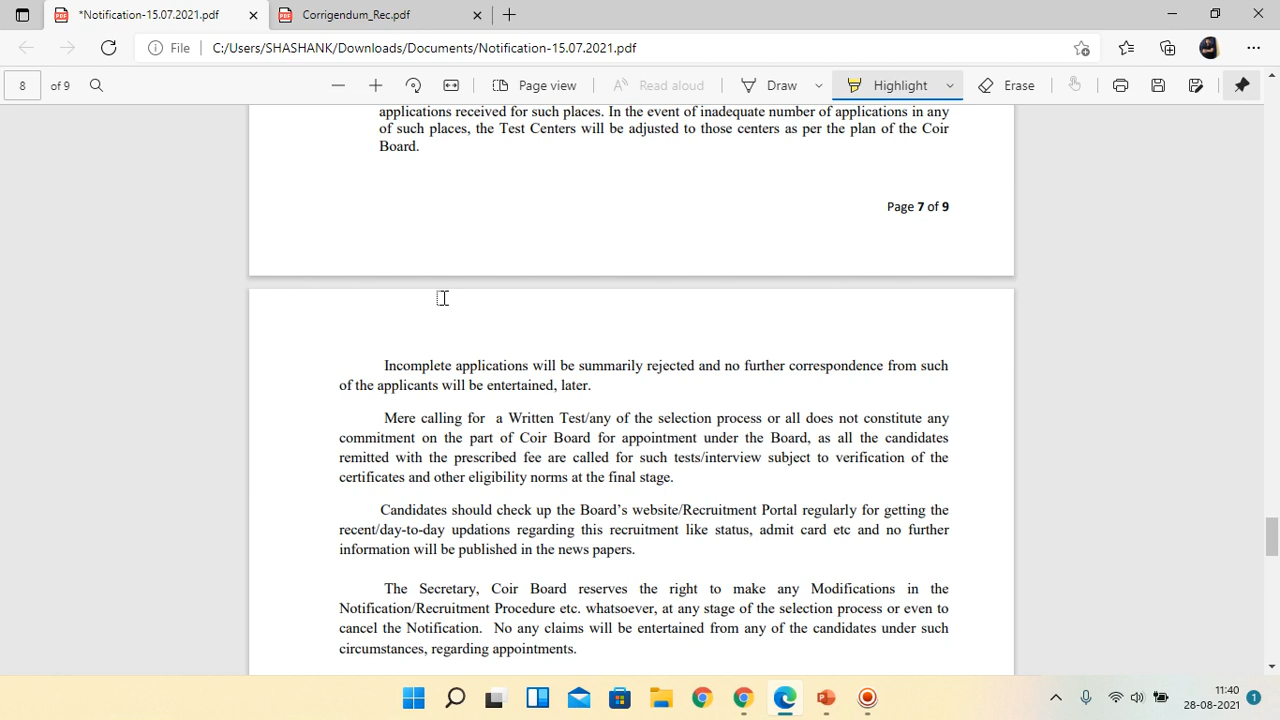 *Notification-15.07.2021.pdf
Corrigendum_Rec.pdf
File
C:/Users/SHASHANK/Downloads/Documents/Notification-15.07.2021.pdf
8
of 9
Page view
Read aloud
Draw
Highlight
Erase
applications received for such places. In the event of inadequate number of applications in any
of such places, the Test Centers will be adjusted to those centers as per the plan of the Coir
Board.
Page 7 of 9
Incomplete applications will be summarily rejected and no further correspondence from such
of the applicants will be entertained, later.
Mere calling for a Written Test/any of the selection process or all does not constitute any
commitment on the part of Coir Board for appointment under the Board, as all the candidates
remitted with the prescribed fee are called for such tests/interview subject to verification of the
certificates and other eligibility norms at the final stage.
Candidates should check up the Board's website/Recruitment Portal regularly for getting the
recent/day-to-day updations regarding this recruitment like status, admit card etc and no further
information will be published in the news papers.
The Secretary, Coir Board reserves the right to make any Modifications in the
Notification/Recruitment Procedure etc. whatsoever, at any stage of the selection process or even to
cancel the Notification. No any claims will be entertained from any of the candidates under such
circumstances, regarding appointments.
11:40
28-08-2021
1